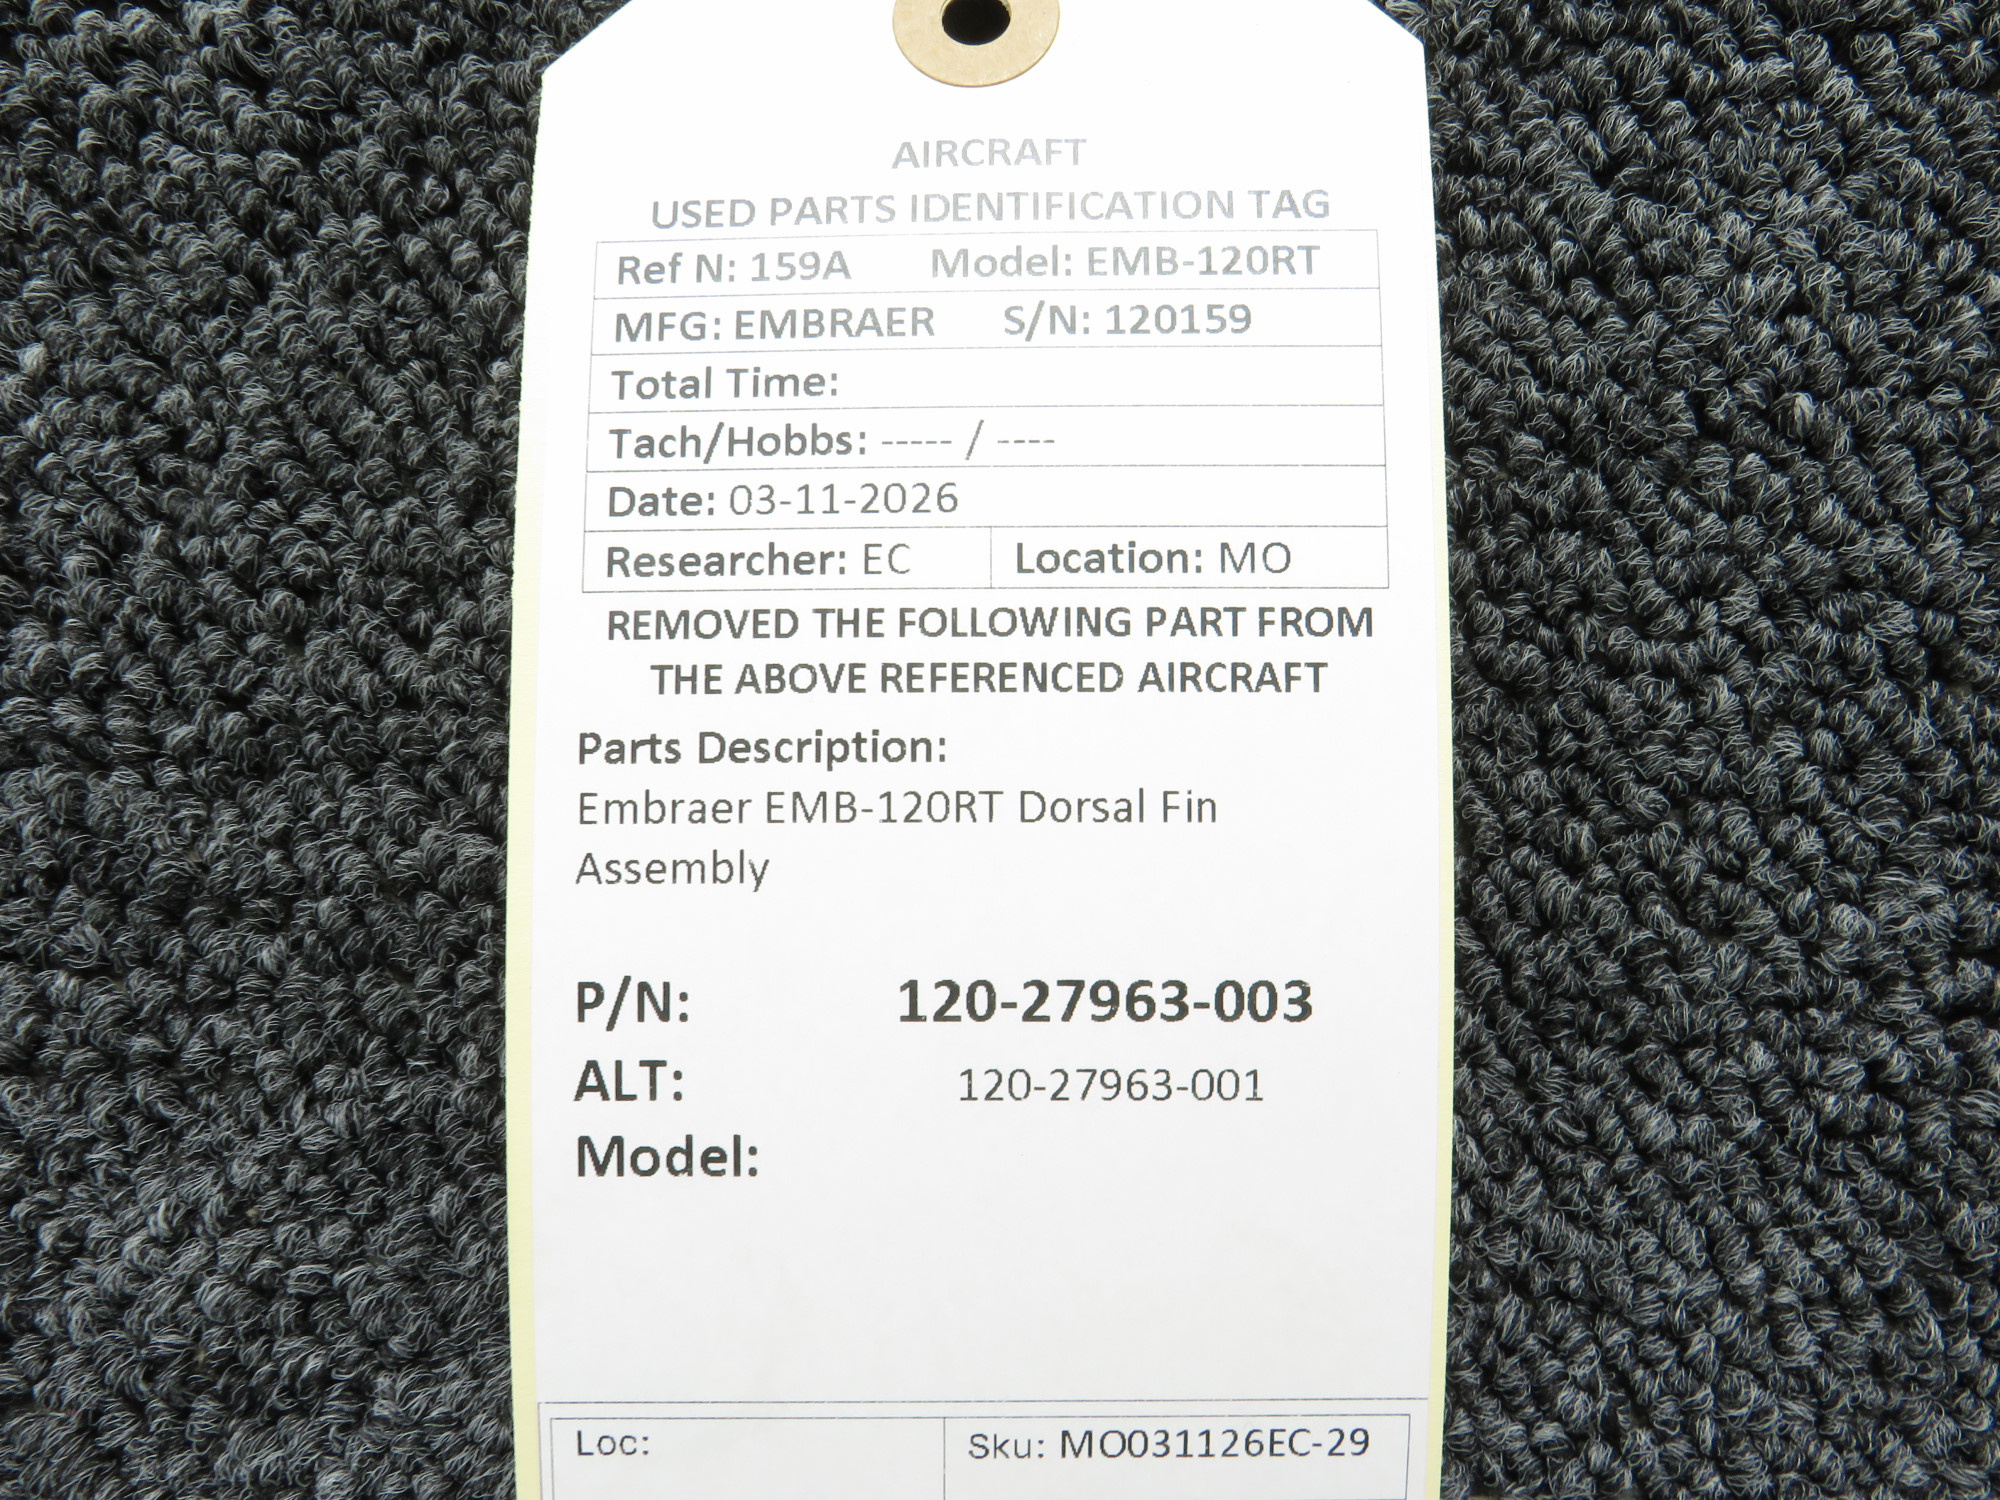 AIRCRAFT
USED PARTS IDENTIFICATION TAG
Ref N: 159A Model: EMB-120RT
MFG: EMBRAER S/N: 120159
Total Time:
Tach/Hobbs: ----- / ----
Date: 03-11-2026
Researcher: EC Location: MO
REMOVED THE FOLLOWING PART FROM
THE ABOVE REFERENCED AIRCRAFT
Parts Description:
Embraer EMB-120RT Dorsal Fin
Assembly
P/N: 120-27963-003
ALT: 120-27963-001
Model:
Loc: Sku: MO031126EC-29